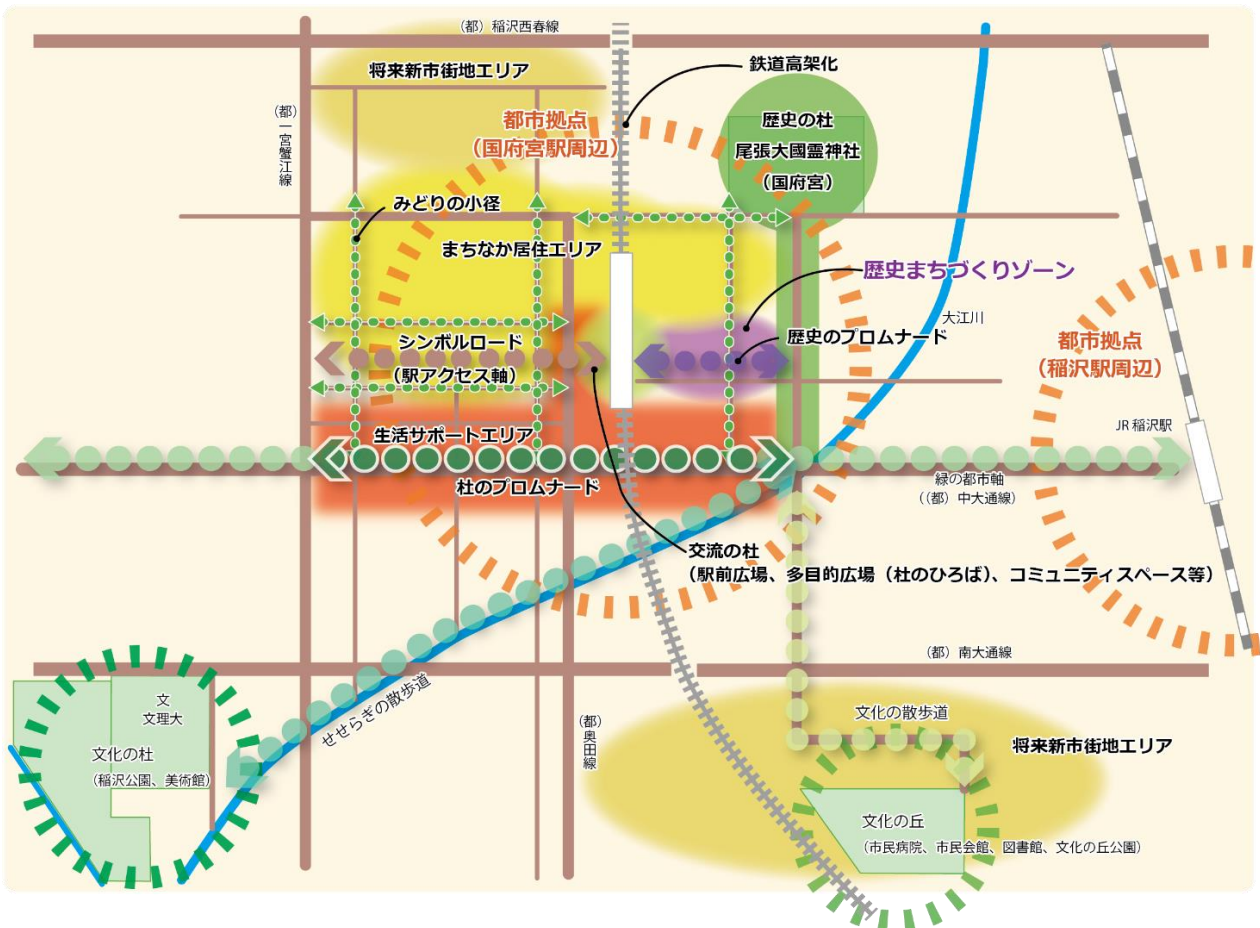 (都) 稲沢西春線
将来新市街地エリア
鉄道高架化
(都)一宮蟹江線
都市拠点
(国府宮駅周辺)
歴史の杜
尾張大國霊神社
(国府宮)
みどりの小径
まちなか居住エリア
歴史まちづくりゾーン
大江川
シンボルロード
(駅アクセス軸)
歴史のプロムナード
都市拠点
(稲沢駅周辺)
JR 稲沢駅
生活サポートエリア
杜のプロムナード
緑の都市軸
((都) 中大通線)
交流の杜
(駅前広場、多目的広場(杜のひろば)、コミュニティスペース等)
(都) 南大通線
せせらぎの散歩道
文
文理大
文化の杜
(稲沢公園、美術館)
(都)奥田線
文化の散歩道
将来新市街地エリア
文化の丘
(市民病院、市民会館、図書館、文化の丘公園)